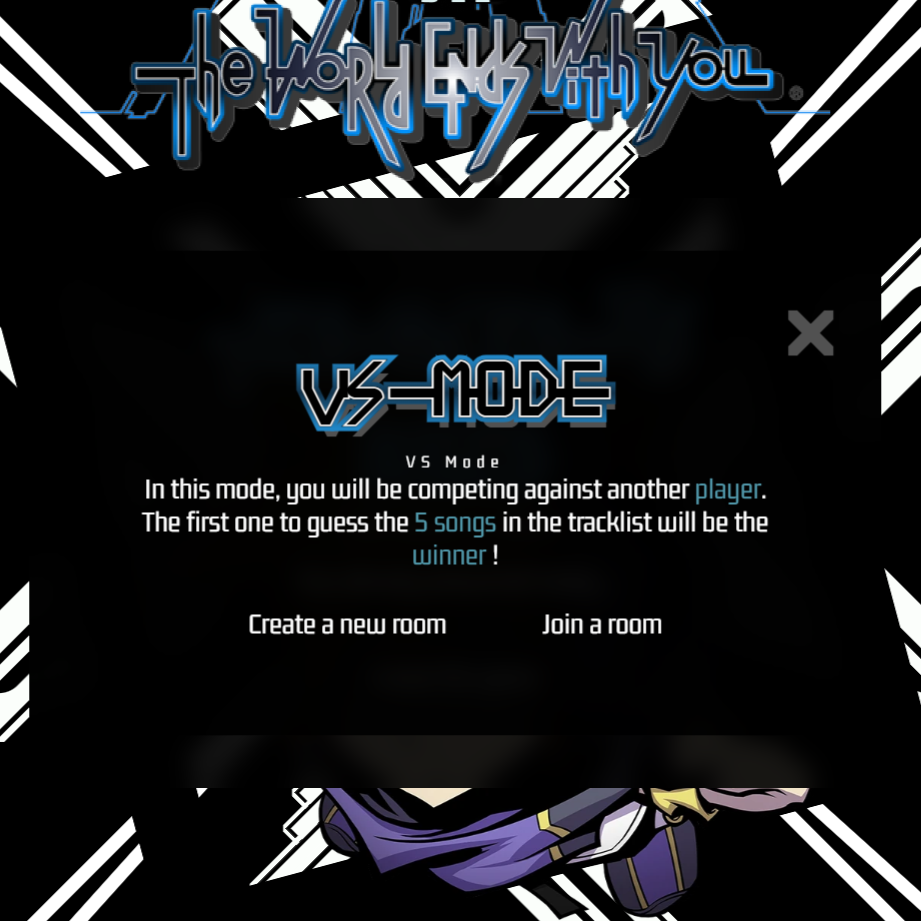 The World Ends With You
®
VS-MODE
VS Mode
In this mode, you will be competing against another player.
The first one to guess the 5 songs in the tracklist will be the
winner !
Create a new room
Join a room